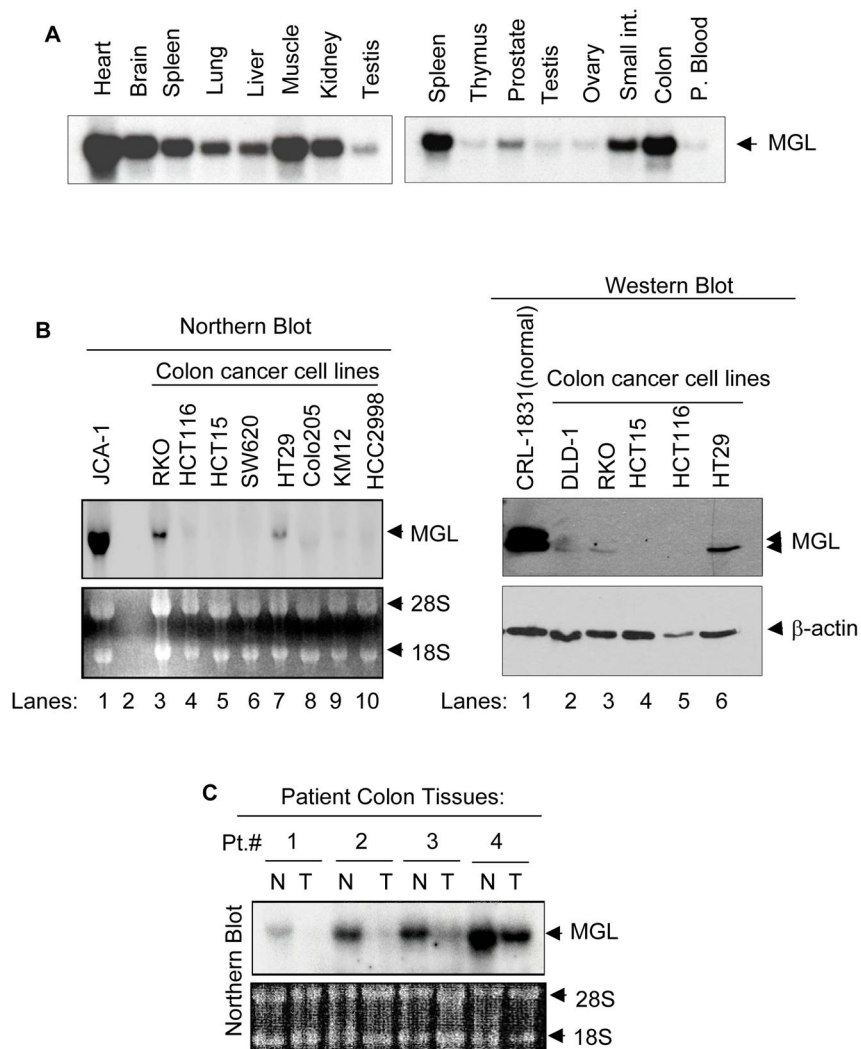 A
Heart Brain Spleen Lung Liver Muscle Kidney Testis
Spleen Thymus Prostate Testis Ovary Small int. Colon P. Blood
MGL
B
Northern Blot
Colon cancer cell lines
JCA-1 RKO HCT116 HCT15 SW620 HT29 Colo205 KM12 HCC2998
MGL
28S
18S
Lanes: 1 2 3 4 5 6 7 8 9 10
Western Blot
Colon cancer cell lines
CRL-1831(normal) DLD-1 RKO HCT15 HCT116 HT29
MGL
β-actin
Lanes: 1 2 3 4 5 6
C
Patient Colon Tissues:
Pt.# 1 2 3 4
N T N T N T N T
Northern Blot
MGL
28S
18S